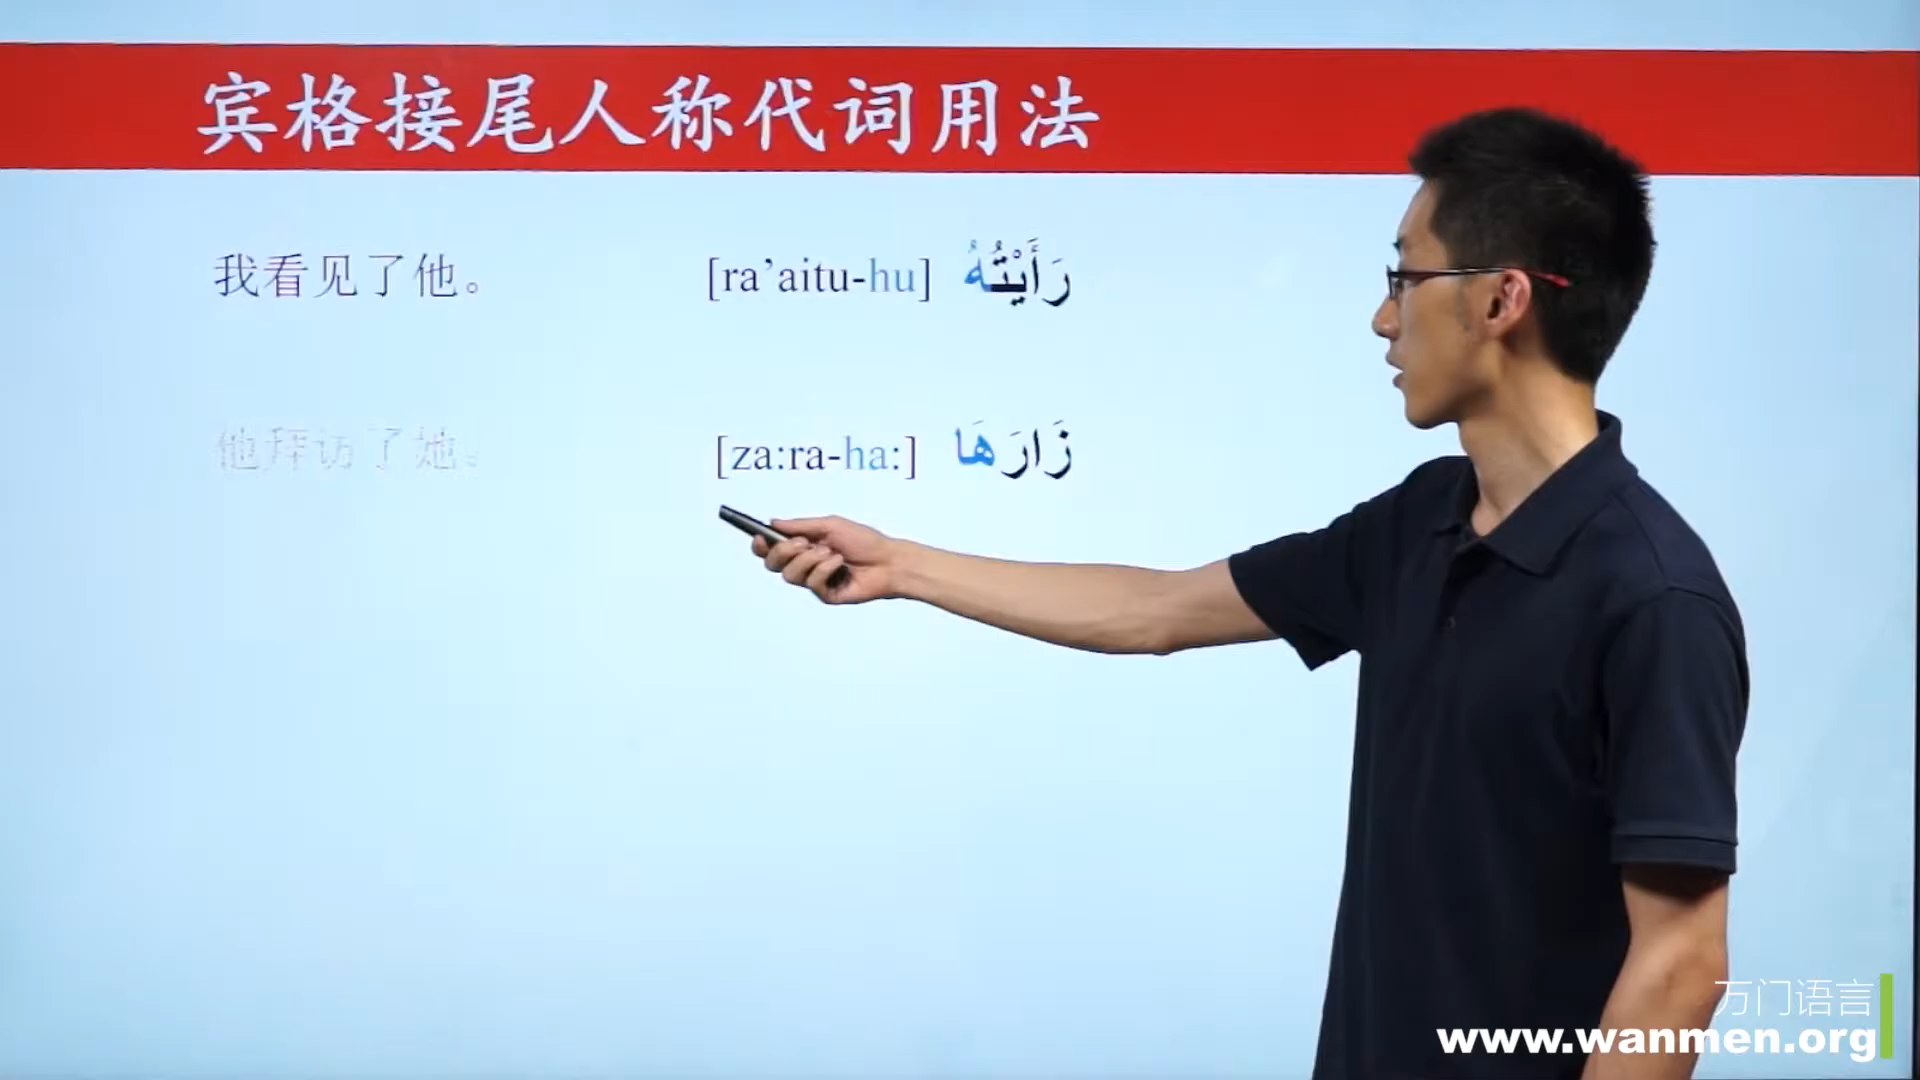 宾格接尾人称代词用法
我看见了他。 [ra’aitu-hu] رَأَيْتُهُ
他拜访了她。 [za:ra-ha:] زَارَهَا
万门语言
www.wanmen.org